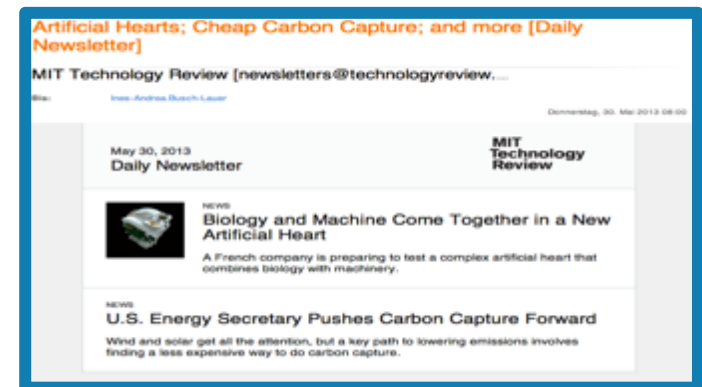 Artificial Hearts; Cheap Carbon Capture; and more [Daily
Newsletter]
MIT Technology Review [newsletters@technologyreview....
Ines-Andrea Busch-Lauer
Donnerstag, 30. Mai 2013 08:00
May 30, 2013
Daily Newsletter
MIT
Technology
Review
NEWS
Biology and Machine Come Together in a New
Artificial Heart
A French company is preparing to test a complex artificial heart that
combines biology with machinery.
NEWS
U.S. Energy Secretary Pushes Carbon Capture Forward
Wind and solar get all the attention, but a key path to lowering emissions involves
finding a less expensive way to do carbon capture.